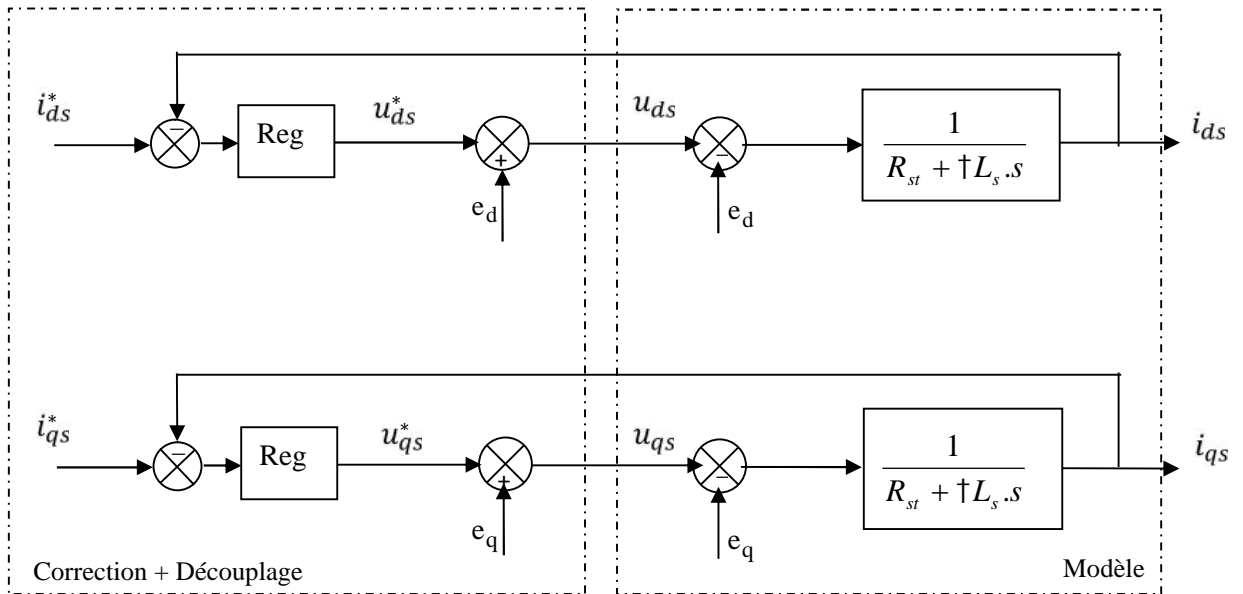 i*ds
−
Reg
u*ds
+
ed
uds
−
ed
1
Rst + †Ls.s
ids
i*qs
−
Reg
u*qs
+
eq
uqs
−
eq
1
Rst + †Ls.s
iqs
Correction + Découplage
Modèle